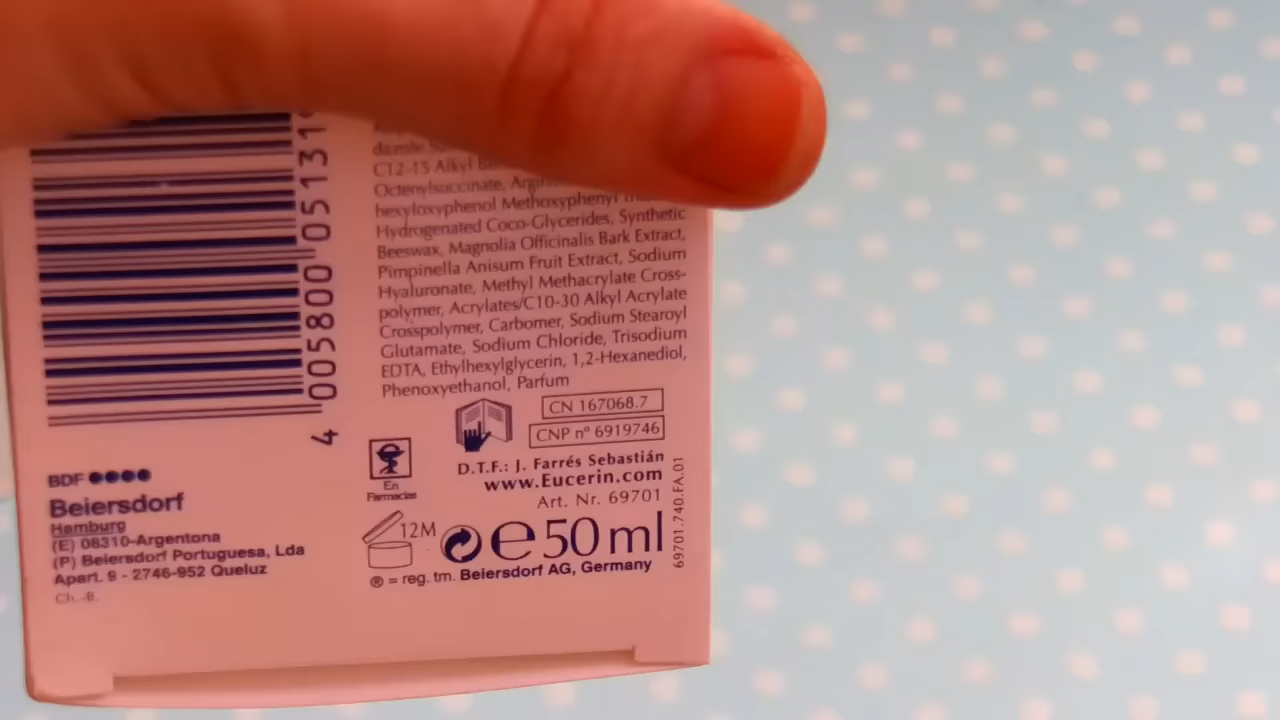 4 005800 05131
dazole
C12-15 Alkyl
Octenylsuccinate,
hexyloxyphenol Methoxyphenyl
Hydrogenated Coco-Glycerides, Synthetic
Beeswax, Magnolia Officinalis Bark Extract,
Pimpinella Anisum Fruit Extract, Sodium
Hyaluronate, Methyl Methacrylate Cross-
polymer, Acrylates/C10-30 Alkyl Acrylate
Crosspolymer, Carbomer, Sodium Stearoyl
Glutamate, Sodium Chloride, Trisodium
EDTA, Ethylhexylglycerin, 1,2-Hexanediol,
Phenoxyethanol, Parfum
CN 167068.7
CNP nº 6919746
D.T.F.: J. Farrés Sebastián
www.Eucerin.com
Art. Nr. 69701
En
Farmacias
12M
e 50 ml
® = reg. tm. Beiersdorf AG, Germany
69701.740.FA.01
BDF
Beiersdorf
Hamburg
(E) 08310-Argentona
(P) Beiersdorf Portuguesa, Lda
Apart. 9 - 2746-952 Queluz
Ch.-B.